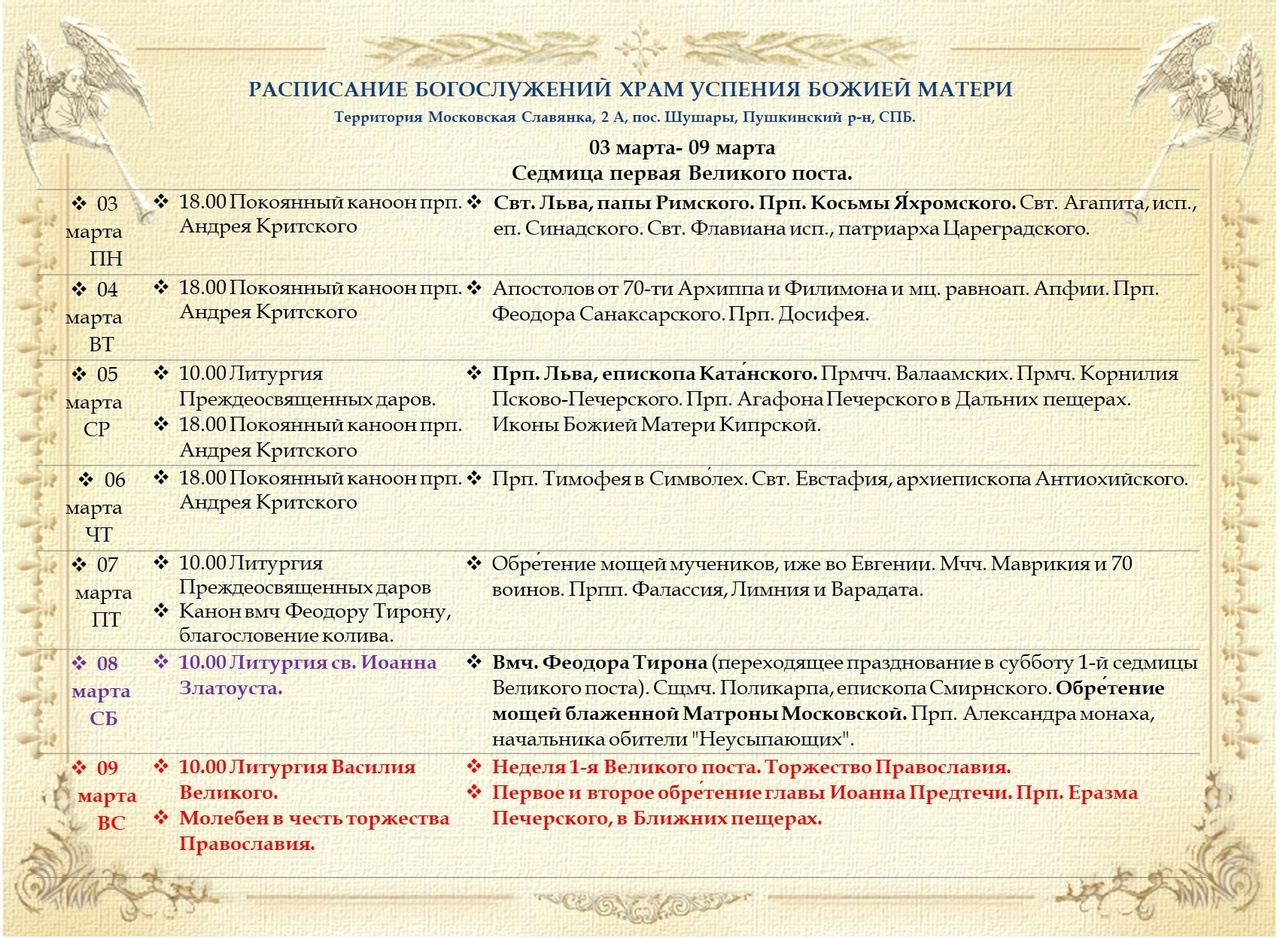 РАСПИСАНИЕ БОГОСЛУЖЕНИЙ ХРАМ УСПЕНИЯ БОЖИЕЙ МАТЕРИ
Территория Московская Славянка, 2 А, пос. Шушары, Пушкинский р-н, СПБ.
03 марта- 09 марта
Седмица первая Великого поста.
❖ 03
марта
ПН
❖ 18.00 Покоянный каноон прп.
Андрея Критского
❖ Свт. Льва, папы Римского. Прп. Косьмы Я́хромского. Свт. Агапита, исп.,
еп. Синадского. Свт. Флавиана исп., патриарха Цареградского.
❖ 04
марта
ВТ
❖ 18.00 Покоянный каноон прп.
Андрея Критского
❖ Апостолов от 70-ти Архиппа и Филимона и мц. равноап. Апфии. Прп.
Феодора Санаксарского. Прп. Досифея.
❖ 05
марта
СР
❖ 10.00 Литургия
Преждеосвященных даров.
❖ 18.00 Покоянный каноон прп.
Андрея Критского
❖ Прп. Льва, епископа Ката́нского. Прмчч. Валаамских. Прмч. Корнилия
Псково-Печерского. Прп. Агафона Печерского в Дальних пещерах.
Иконы Божией Матери Кипрской.
❖ 06
марта
ЧТ
❖ 18.00 Покоянный каноон прп.
Андрея Критского
❖ Прп. Тимофея в Симво́лех. Свт. Евстафия, архиепископа Антиохийского.
❖ 07
марта
ПТ
❖ 10.00 Литургия
Преждеосвященных даров
❖ Канон вмч Феодору Тирону,
благословение колива.
❖ Обре́тение мощей мучеников, иже во Евгении. Мчч. Маврикия и 70
воинов. Прпп. Фалассия, Лимния и Варадата.
❖ 08
марта
СБ
❖ 10.00 Литургия св. Иоанна
Златоуста.
❖ Вмч. Феодора Тирона (переходящее празднование в субботу 1-й седмицы
Великого поста). Сщмч. Поликарпа, епископа Смирнского. Обре́тение
мощей блаженной Матроны Московской. Прп. Александра монаха,
начальника обители "Неусыпающих".
❖ 09
марта
ВС
❖ 10.00 Литургия Василия
Великого.
❖ Молебен в честь торжества
Православия.
❖ Неделя 1-я Великого поста. Торжество Православия.
❖ Первое и второе обре́тение главы Иоанна Предтечи. Прп. Еразма
Печерского, в Ближних пещерах.